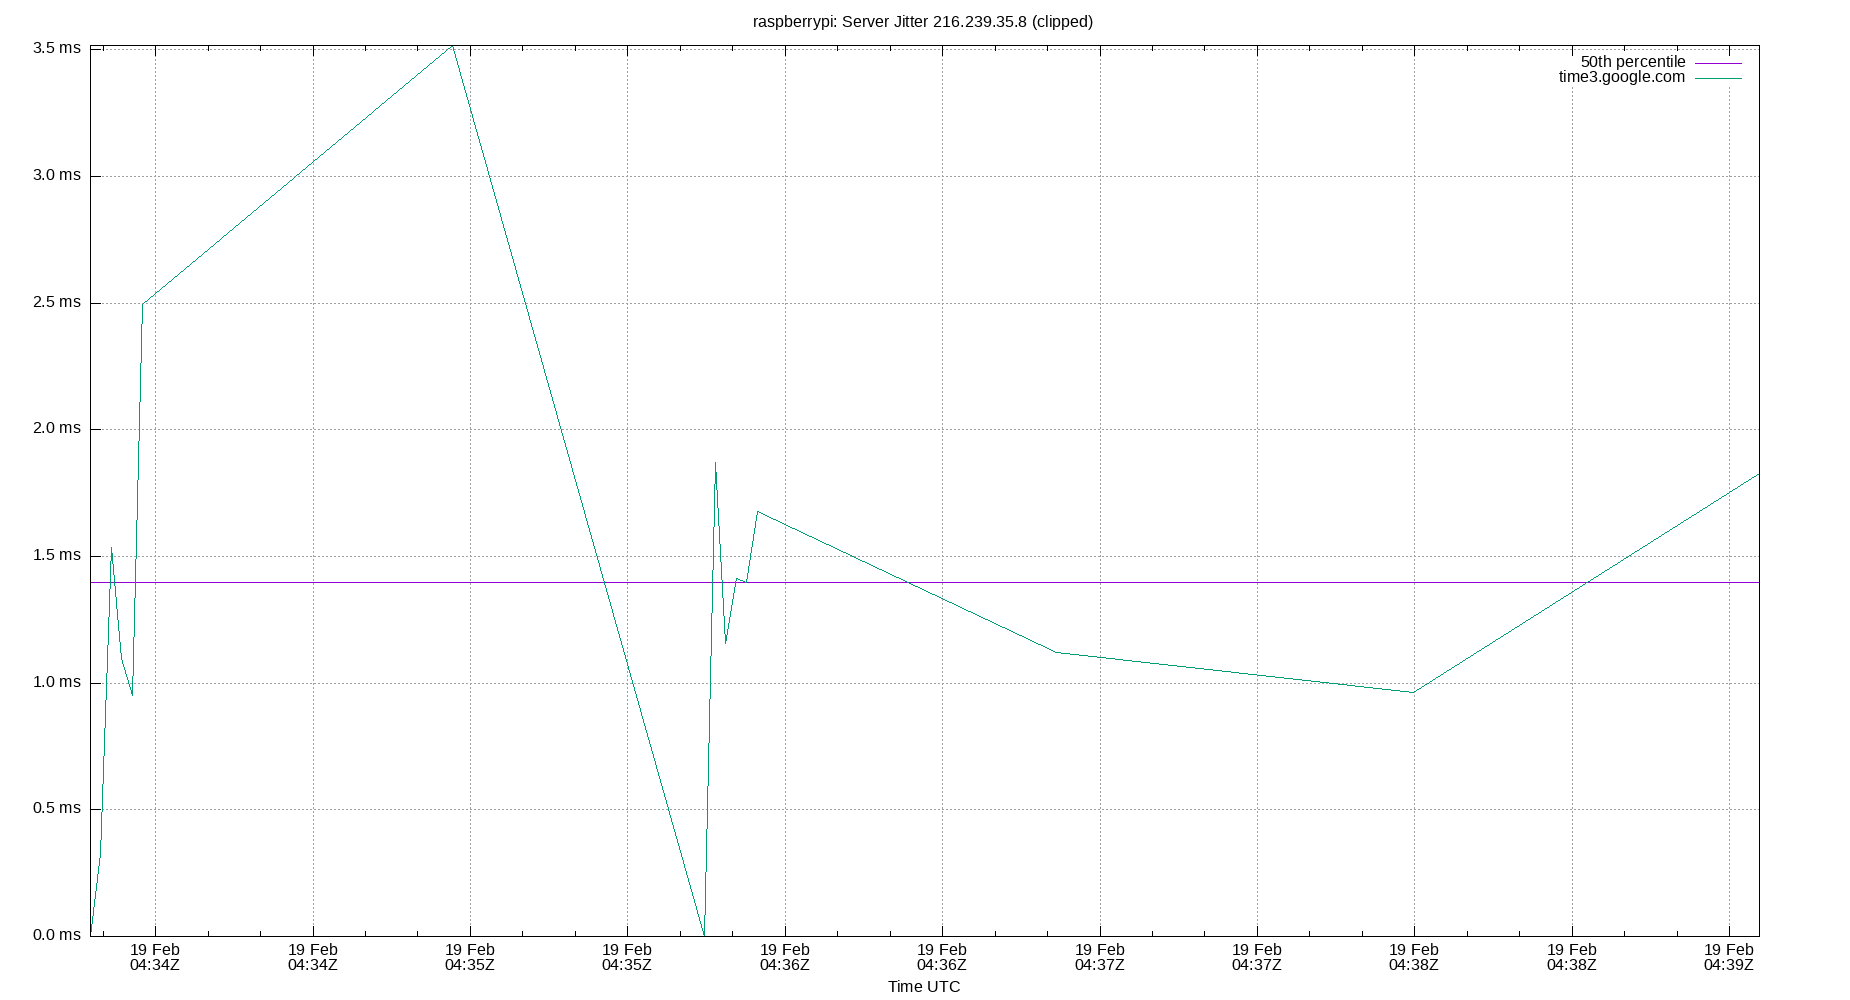 raspberrypi: Server Jitter 216.239.35.8 (clipped)
3.5 ms
50th percentile
time3.google.com
3.0 ms
2.5 ms
2.0 ms
1.5 ms
1.0 ms
0.5 ms
0.0 ms
19 Feb 19 Feb 19 Feb 19 Feb 19 Feb 19 Feb 19 Feb 19 Feb 19 Feb 19 Feb 19 Feb
04:34Z 04:34Z 04:35Z 04:35Z 04:36Z 04:36Z 04:37Z 04:37Z 04:38Z 04:38Z 04:39Z
Time UTC